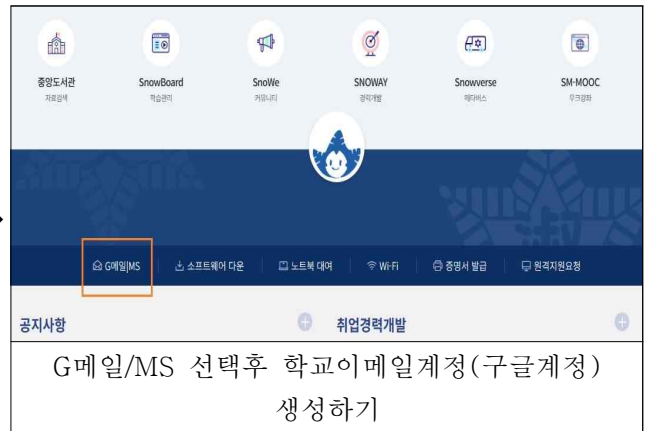 중앙도서관 SnowBoard SnoWe SNOWAY Snowverse SM-MOOC
자료검색 학습관리 커뮤니티 경력개발 메타버스 무크강좌
G메일|MS 소프트웨어 다운 노트북 대여 Wi-Fi 증명서 발급 원격지원요청
공지사항 취업경력개발
G메일/MS 선택후 학교이메일계정(구글계정)
생성하기